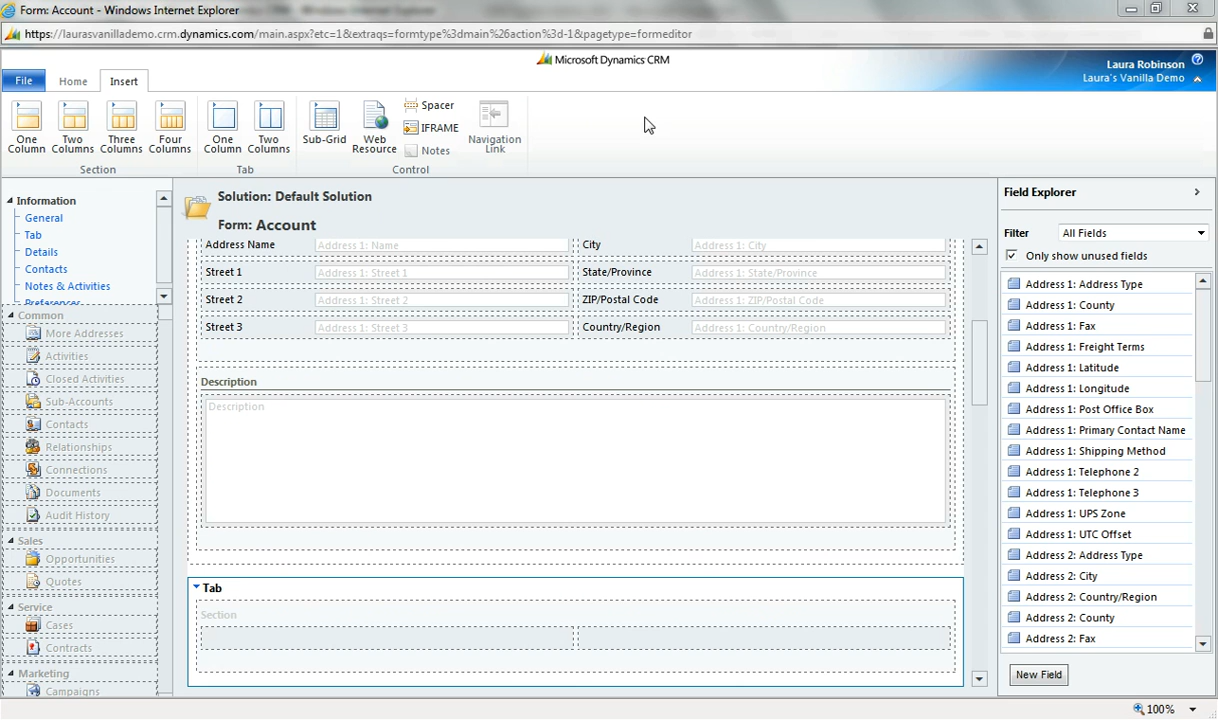 Form: Account - Windows Internet Explorer
https://laurasvanillademo.crm.dynamics.com/main.aspx?etc=1&extraqs=formtype%3dmain%26action%3d-1&pagetype=formeditor
Microsoft Dynamics CRM
Laura Robinson
Laura's Vanilla Demo
File Home Insert
One Column
Two Columns
Three Columns
Four Columns
Section
One Column
Two Columns
Tab
Sub-Grid
Web Resource
Spacer
IFRAME
Notes
Navigation Link
Control
Information
General
Tab
Details
Contacts
Notes & Activities
Preferences
Common
More Addresses
Activities
Closed Activities
Sub-Accounts
Contacts
Relationships
Connections
Documents
Audit History
Sales
Opportunities
Quotes
Service
Cases
Contracts
Marketing
Campaigns
Solution: Default Solution
Form: Account
Address Name Address 1: Name City Address 1: City
Street 1 Address 1: Street 1 State/Province Address 1: State/Province
Street 2 Address 1: Street 2 ZIP/Postal Code Address 1: ZIP/Postal Code
Street 3 Address 1: Street 3 Country/Region Address 1: Country/Region
Description
Description
Tab
Section
Field Explorer
Filter All Fields
Only show unused fields
Address 1: Address Type
Address 1: County
Address 1: Fax
Address 1: Freight Terms
Address 1: Latitude
Address 1: Longitude
Address 1: Post Office Box
Address 1: Primary Contact Name
Address 1: Shipping Method
Address 1: Telephone 2
Address 1: Telephone 3
Address 1: UPS Zone
Address 1: UTC Offset
Address 2: Address Type
Address 2: City
Address 2: Country/Region
Address 2: County
Address 2: Fax
New Field
100%